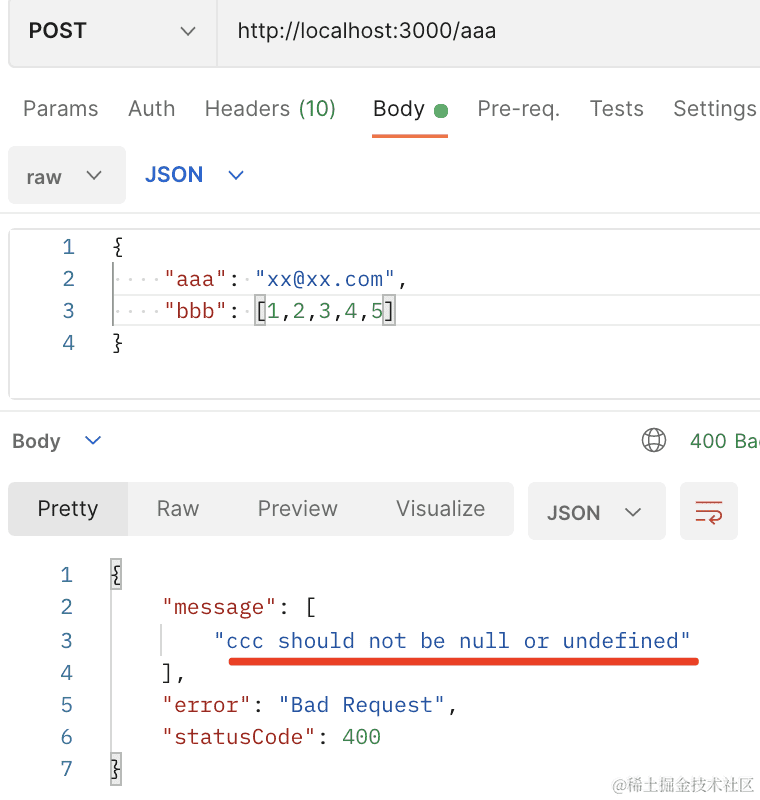 POST http://localhost:3000/aaa
Params Auth Headers (10) Body Pre-req. Tests Settings
raw JSON
1 {
2 "aaa": "xx@xx.com",
3 "bbb": [1,2,3,4,5]
4 }
Body 400 Ba
Pretty Raw Preview Visualize JSON
1 {
2 "message": [
3 "ccc should not be null or undefined"
4 ],
5 "error": "Bad Request",
6 "statusCode": 400
7 }
@稀土掘金技术社区